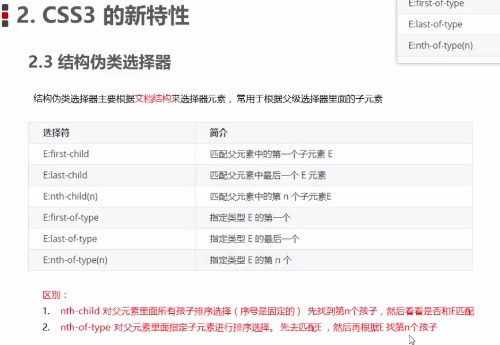 E:first-of-type
2. CSS3 的新特性
E:last-of-type
E:nth-of-type(n)
2.3 结构伪类选择器
结构伪类选择器主要根据文档结构来选择器元素，常用于根据父级选择器里面的子元素
选择符 简介
E:first-child 匹配父元素中的第一个子元素 E
E:last-child 匹配父元素中最后一个 E 元素
E:nth-child(n) 匹配父元素中的第 n 个子元素E
E:first-of-type 指定类型 E 的第一个
E:last-of-type 指定类型 E 的最后一个
E:nth-of-type(n) 指定类型 E 的第 n 个
区别：
1. nth-child 对父元素里面所有孩子排序选择（序号是固定的） 先找到第n个孩子，然后看看是否和E匹配
2. nth-of-type 对父元素里面指定子元素进行排序选择。 先去匹配E ，然后再根据E 找第n个孩子